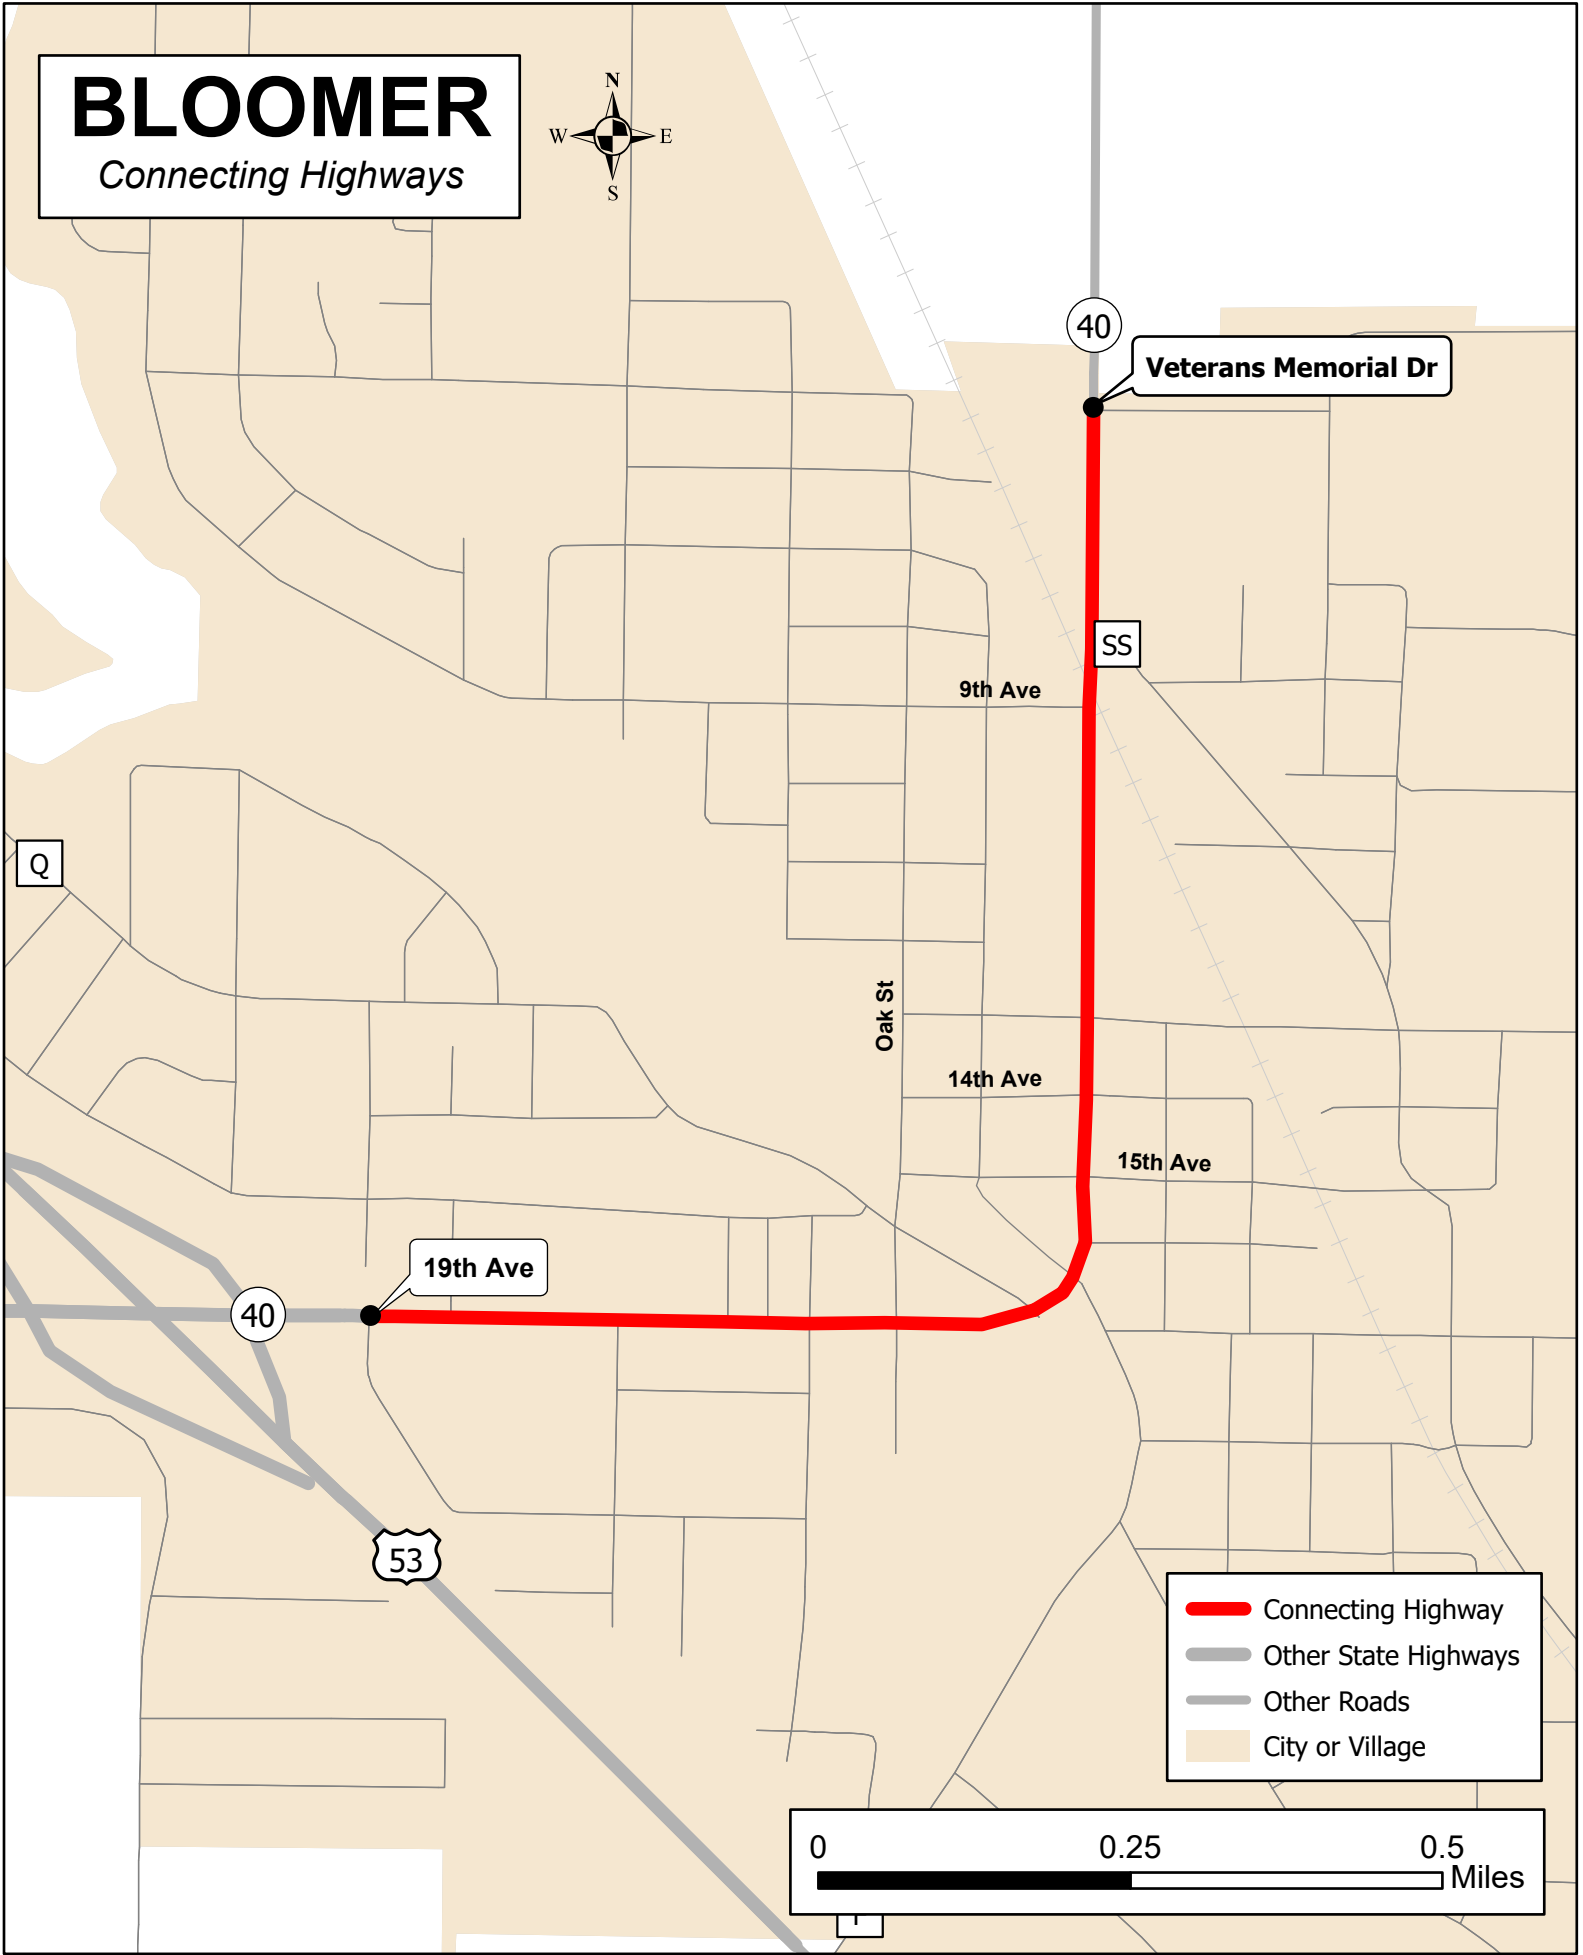 BLOOMER
Connecting Highways
N
W E
S
40
Veterans Memorial Dr
SS
9th Ave
Q
Oak St
14th Ave
15th Ave
19th Ave
40
53
Connecting Highway
Other State Highways
Other Roads
City or Village
0 0.25 0.5
Miles